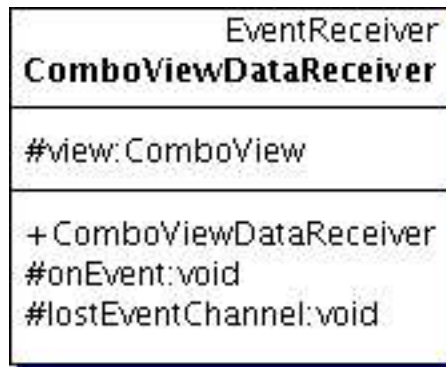 EventReceiver
ComboViewDataReceiver
#view:ComboView
+ComboViewDataReceiver
#onEvent:void
#lostEventChannel:void